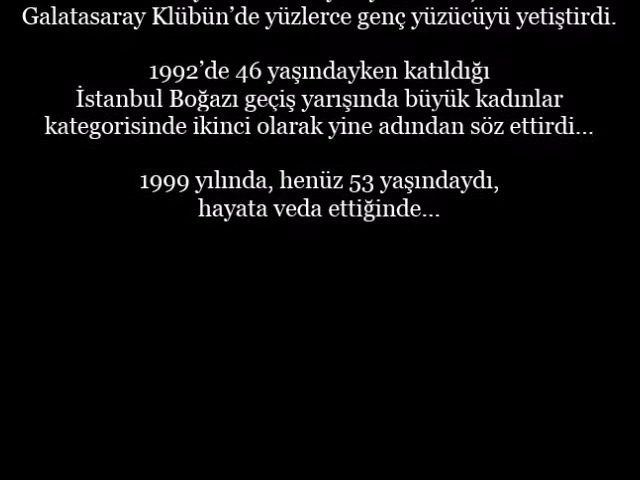 Galatasaray Klübün’de yüzlerce genç yüzücüyü yetiştirdi.
1992’de 46 yaşındayken katıldığı
İstanbul Boğazı geçiş yarışında büyük kadınlar
kategorisinde ikinci olarak yine adından söz ettirdi...
1999 yılında, henüz 53 yaşındaydı,
hayata veda ettiğinde...